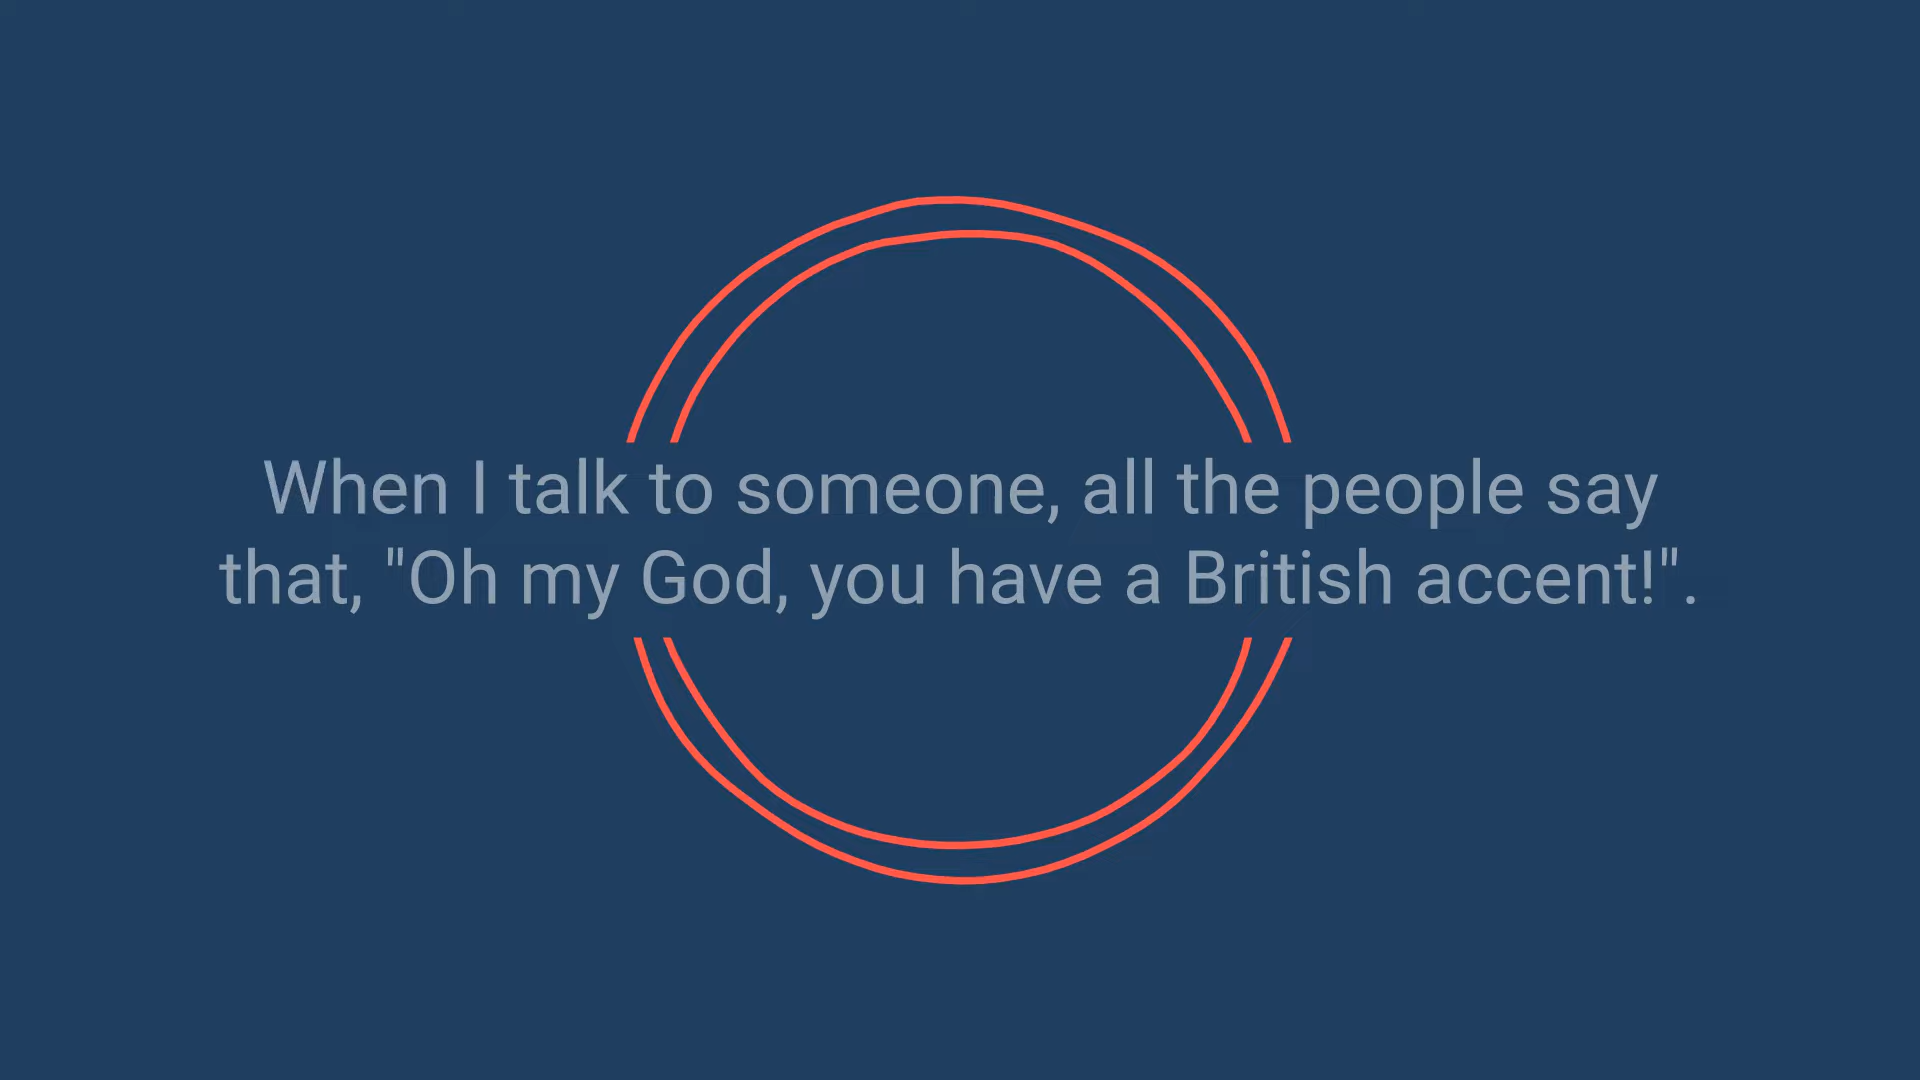 When I talk to someone, all the people say
that, "Oh my God, you have a British accent!".